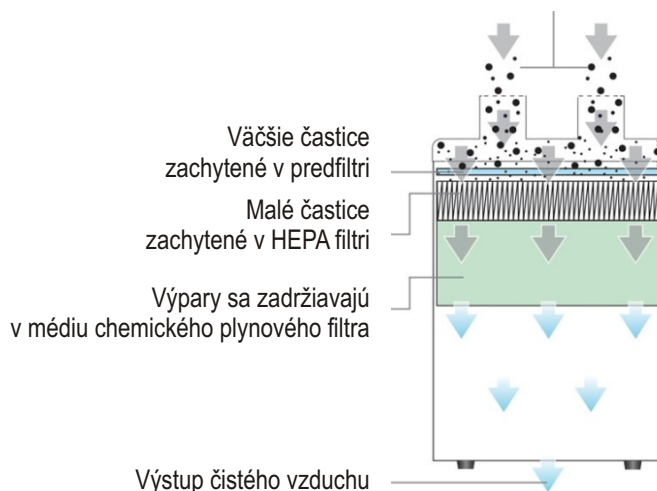 Väčšie častice
zachytené v predfiltri
Malé častice
zachytené v HEPA filtri
Výpary sa zadržiavajú
v médiu chemického plynového filtra
Výstup čistého vzduchu